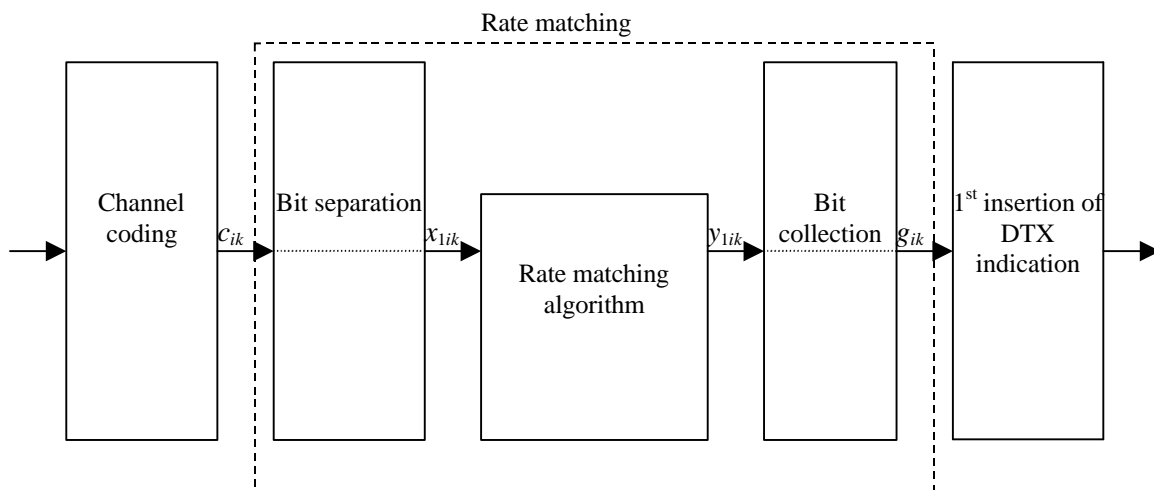 Rate matching
Channel
coding
c_ik
Bit separation
x_1ik
Rate matching
algorithm
y_1ik
Bit
collection
g_ik
1st insertion of
DTX
indication